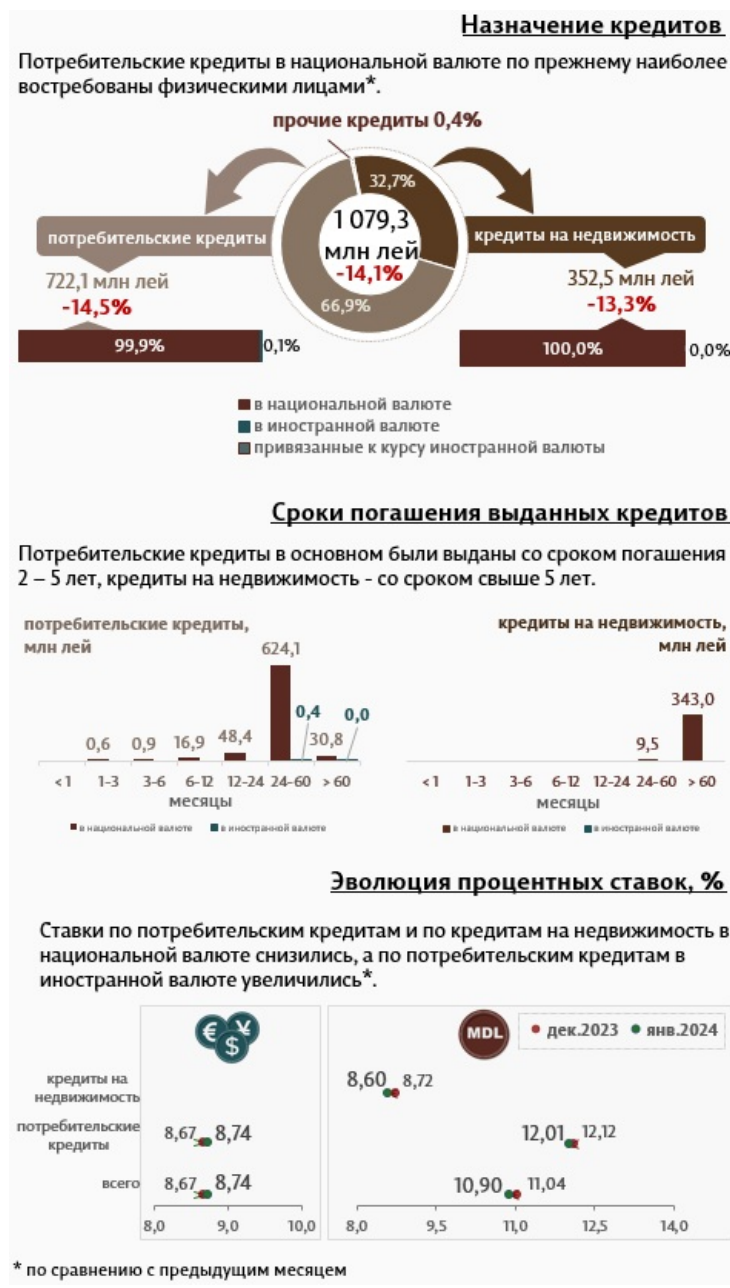 Назначение кредитов
Потребительские кредиты в национальной валюте по прежнему наиболее
востребованы физическими лицами*.
прочие кредиты 0,4%
32,7%
1 079,3
млн лей
-14,1%
66,9%
потребительские кредиты
722,1 млн лей
-14,5%
99,9%
0,1%
кредиты на недвижимость
352,5 млн лей
-13,3%
100,0%
0,0%
в национальной валюте
в иностранной валюте
привязанные к курсу иностранной валюты
Сроки погашения выданных кредитов
Потребительские кредиты в основном были выданы со сроком погашения
2 – 5 лет, кредиты на недвижимость - со сроком свыше 5 лет.
потребительские кредиты,
млн лей
624,1
0,6 0,9 16,9 48,4 0,4 30,8 0,0
< 1 1-3 3-6 6-12 12-24 24-60 > 60
месяцы
в национальной валюте в иностранной валюте
кредиты на недвижимость,
млн лей
343,0
9,5
< 1 1-3 3-6 6-12 12-24 24-60 > 60
месяцы
в национальной валюте в иностранной валюте
Эволюция процентных ставок, %
Ставки по потребительским кредитам и по кредитам на недвижимость в
национальной валюте снизились, а по потребительским кредитам в
иностранной валюте увеличились*.
€ ¥ $
MDL
дек.2023 янв.2024
кредиты на
недвижимость
8,60 8,72
потребительские
кредиты
8,67 8,74
12,01 12,12
всего
8,67 8,74
10,90 11,04
8,0 9,0 10,0
8,0 9,5 11,0 12,5 14,0
* по сравнению с предыдущим месяцем